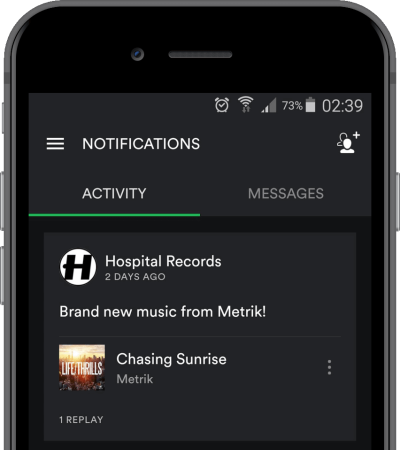 73% 02:39
NOTIFICATIONS
ACTIVITY MESSAGES
H Hospital Records
2 DAYS AGO
Brand new music from Metrik!
LIFE/THRILLS Chasing Sunrise
Metrik
1 REPLAY